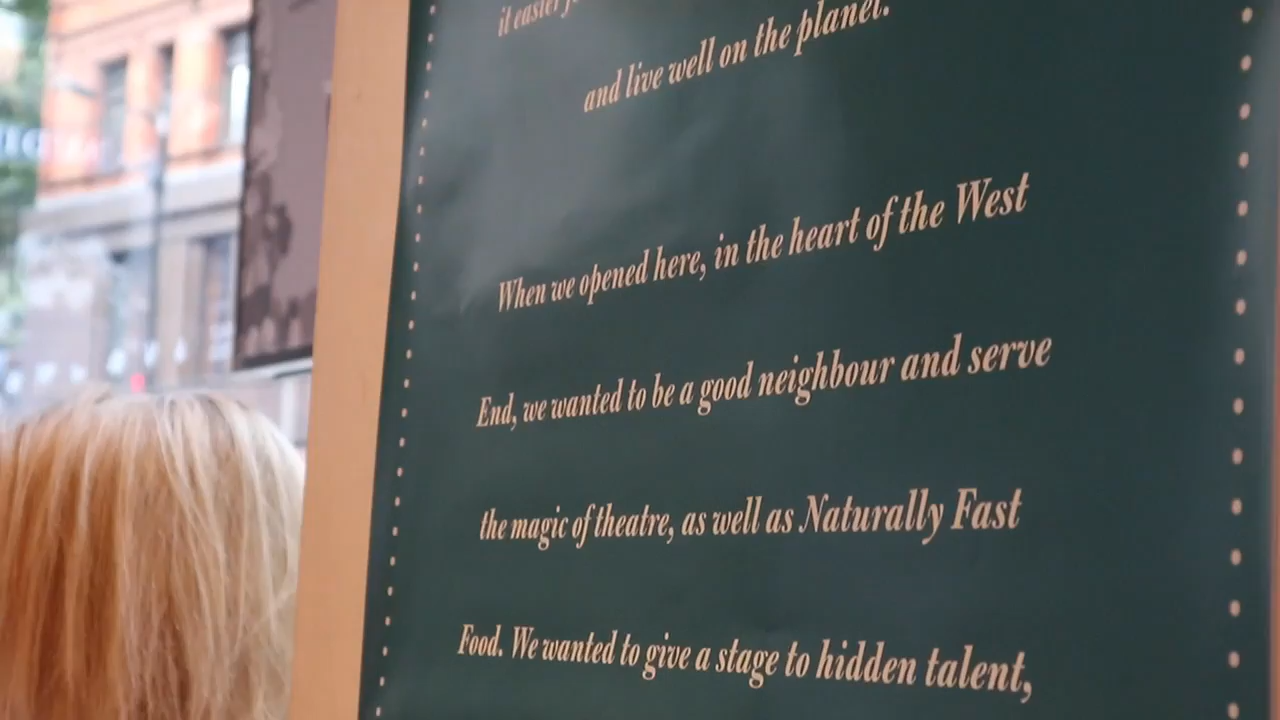 it easier
and live well on the planet.
When we opened here, in the heart of the West
End, we wanted to be a good neighbour and serve
the magic of theatre, as well as Naturally Fast
Food. We wanted to give a stage to hidden talent,